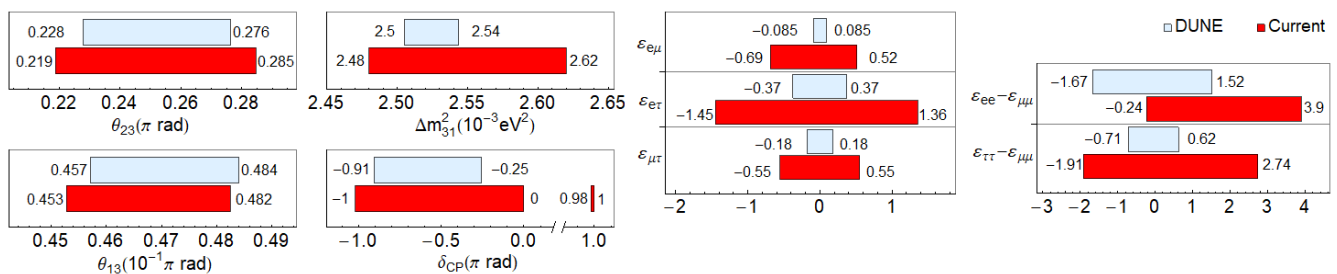 0.228 0.276
0.219 0.285
0.22 0.24 0.26 0.28
θ23(π rad)
2.5 2.54
2.48 2.62
2.45 2.50 2.55 2.60 2.65
Δm²31(10⁻³eV²)
0.457 0.484
0.453 0.482
0.45 0.46 0.47 0.48 0.49
θ13(10⁻¹π rad)
−0.91 −0.25
−1 0 0.98 1
−1.0 −0.5 0.0 1.0
δCP(π rad)
εeμ −0.085 0.085
−0.69 0.52
εeτ −0.37 0.37
−1.45 1.36
εμτ −0.18 0.18
−0.55 0.55
−2 −1 0 1
DUNE Current
εee−εμμ −1.67 1.52
−0.24 3.9
εττ−εμμ −0.71 0.62
−1.91 2.74
−3 −2 −1 0 1 2 3 4